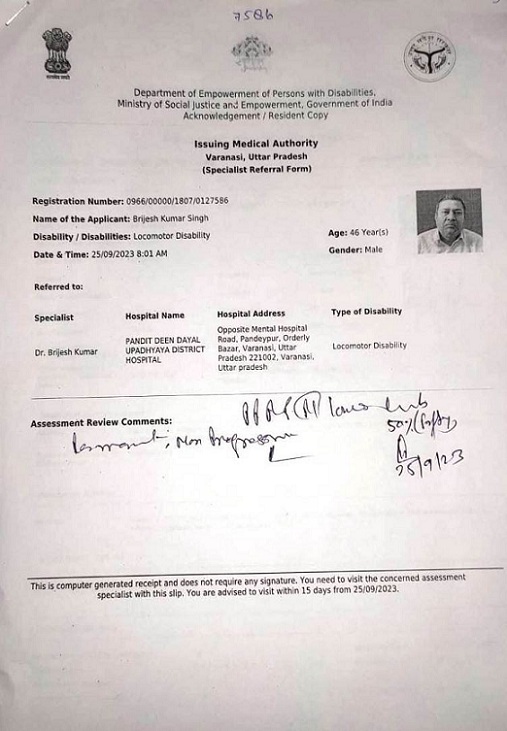 7586
Department of Empowerment of Persons with Disabilities,
Ministry of Social Justice and Empowerment, Government of India
Acknowledgement / Resident Copy
Issuing Medical Authority
Varanasi, Uttar Pradesh
(Specialist Referral Form)
Registration Number: 0966/00000/1807/0127586
Name of the Applicant: Brijesh Kumar Singh
Disability / Disabilities: Locomotor Disability
Age: 46 Year(s)
Gender: Male
Date & Time: 25/09/2023 8:01 AM
Referred to:
Specialist Hospital Name Hospital Address Type of Disability
Dr. Brijesh Kumar
PANDIT DEEN DAYAL
UPADHYAYA DISTRICT
HOSPITAL
Opposite Mental Hospital
Road, Pandeypur, Orderly
Bazar, Varanasi, Uttar
Pradesh 221002, Varanasi,
Uttar pradesh
Locomotor Disability
Assessment Review Comments:
PPRP (R) lower limb
50% (fifty)
Permanent, Non Progressive
25/9/23
This is computer generated receipt and does not require any signature. You need to visit the concerned assessment
specialist with this slip. You are advised to visit within 15 days from 25/09/2023.